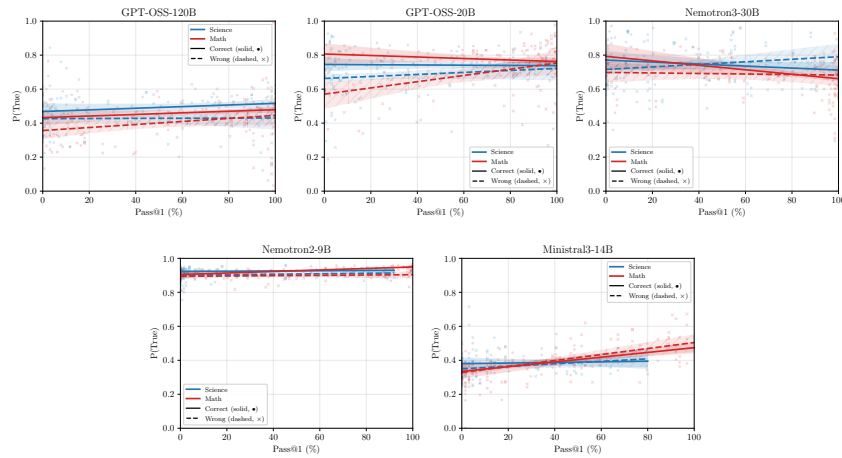 GPT-OSS-120B
1.0
0.8
0.6
0.4
0.2
0.0
P(True)
Science
Math
Correct (solid, •)
Wrong (dashed, ×)
0 20 40 60 80 100
Pass@1 (%)
GPT-OSS-20B
1.0
0.8
0.6
0.4
0.2
0.0
P(True)
Science
Math
Correct (solid, •)
Wrong (dashed, ×)
0 20 40 60 80 100
Pass@1 (%)
Nemotron3-30B
1.0
0.8
0.6
0.4
0.2
0.0
P(True)
Science
Math
Correct (solid, •)
Wrong (dashed, ×)
0 20 40 60 80 100
Pass@1 (%)
Nemotron2-9B
1.0
0.8
0.6
0.4
0.2
0.0
P(True)
Science
Math
Correct (solid, •)
Wrong (dashed, ×)
0 20 40 60 80 100
Pass@1 (%)
Ministral3-14B
1.0
0.8
0.6
0.4
0.2
0.0
P(True)
Science
Math
Correct (solid, •)
Wrong (dashed, ×)
0 20 40 60 80 100
Pass@1 (%)